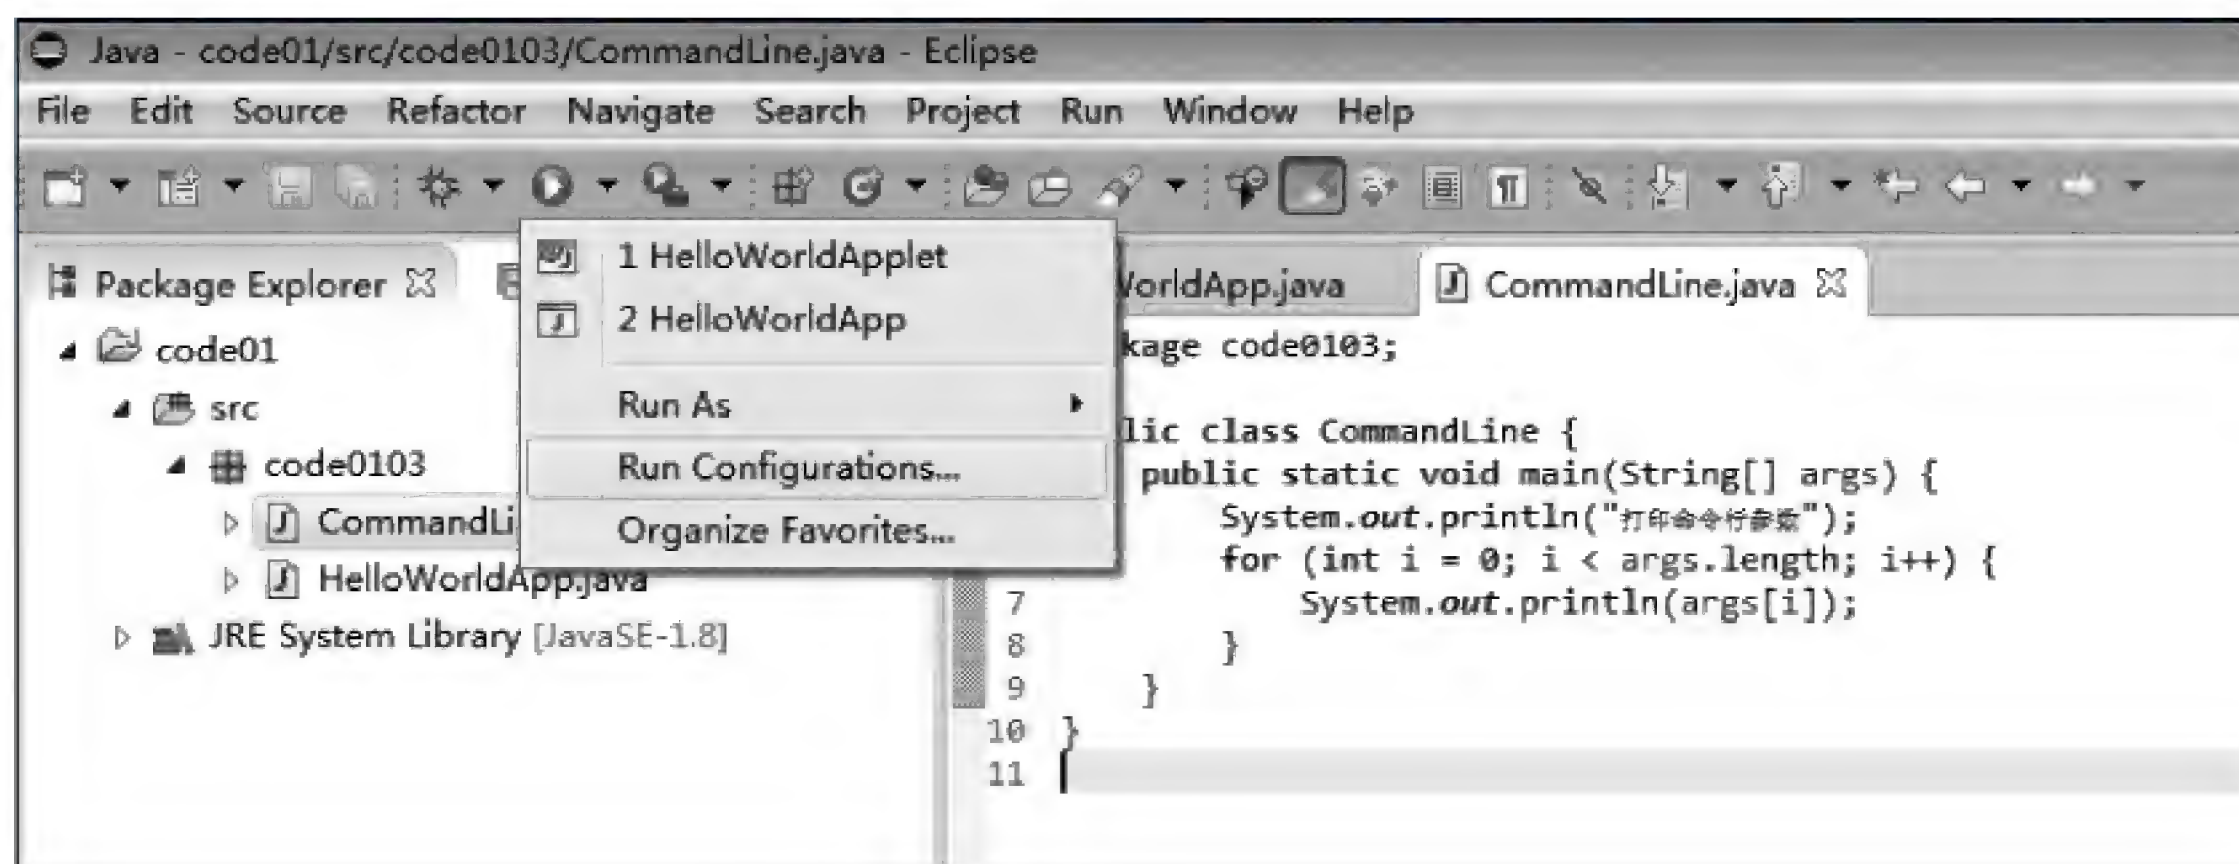 Java - code01/src/code0103/CommandLine.java - Eclipse
File Edit Source Refactor Navigate Search Project Run Window Help
Package Explorer
code01
src
code0103
CommandLi
HelloWorldApp.java
JRE System Library [JavaSE-1.8]
1 HelloWorldApplet
2 HelloWorldApp
Run As
Run Configurations...
Organize Favorites...
WorldApp.java CommandLine.java
kage code0103;
lic class CommandLine {
public static void main(String[] args) {
System.out.println("打印命令行参数");
for (int i = 0; i < args.length; i++) {
7 System.out.println(args[i]);
8 }
9 }
10 }
11